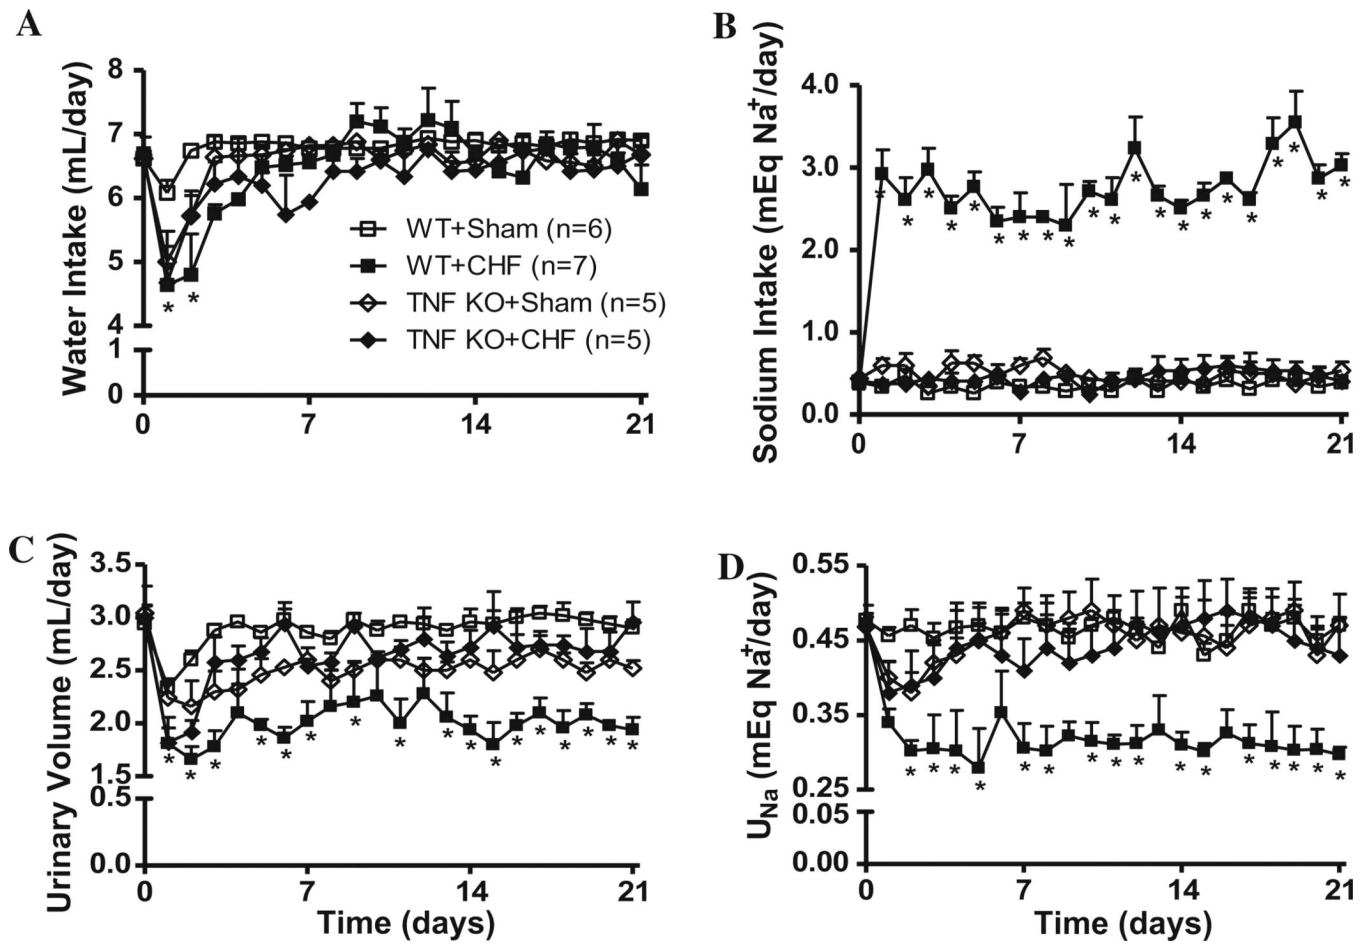 A
Water Intake (mL/day)
8
7
6
5
4
1
0
0 7 14 21
WT+Sham (n=6)
WT+CHF (n=7)
TNF KO+Sham (n=5)
TNF KO+CHF (n=5)
* *
B
Sodium Intake (mEq Na+/day)
4.0
3.0
2.0
1.0
0.0
0 7 14 21
* * * * * * * * * * * * * * * * * * * * *
C
Urinary Volume (mL/day)
3.5
3.0
2.5
2.0
1.5
0.5
0.0
0 7 14 21
Time (days)
* * * * * * * * * * * * * * * * * *
D
UNa (mEq Na+/day)
0.55
0.45
0.35
0.25
0.05
0.00
0 7 14 21
Time (days)
* * * * * * * * * * * * * * * *